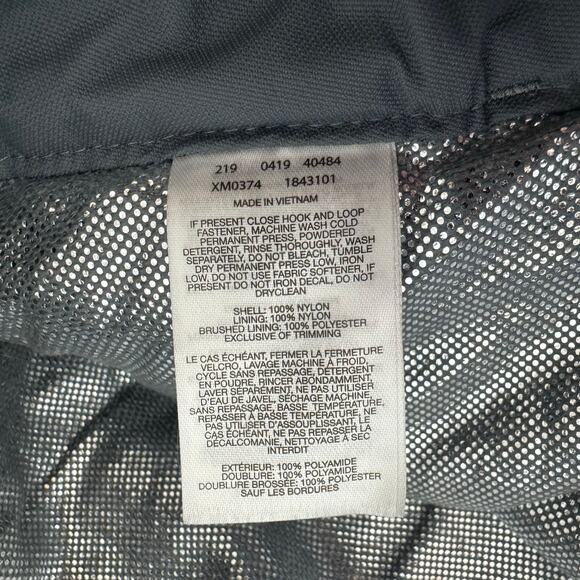 219 0419 40484
XM0374 1843101
MADE IN VIETNAM
IF PRESENT CLOSE HOOK AND LOOP
FASTENER, MACHINE WASH COLD
PERMANENT PRESS, POWDERED
DETERGENT, RINSE THOROUGHLY, WASH
SEPARATELY, DO NOT BLEACH, TUMBLE
DRY PERMANENT PRESS LOW, IRON
LOW, DO NOT USE FABRIC SOFTENER, IF
PRESENT DO NOT IRON DECAL, DO NOT
DRYCLEAN
SHELL: 100% NYLON
LINING: 100% NYLON
BRUSHED LINING: 100% POLYESTER
EXCLUSIVE OF TRIMMING
LE CAS ÉCHÉANT, FERMER LA FERMETURE
VELCRO, LAVAGE MACHINE À FROID,
CYCLE SANS REPASSAGE, DÉTERGENT
EN POUDRE, RINCER ABONDAMMENT,
LAVER SÉPARÉMENT, NE PAS UTILISER
D'EAU DE JAVEL, SÉCHAGE MACHINE,
SANS REPASSAGE, BASSE TEMPÉRATURE,
REPASSER À BASSE TEMPÉRATURE, NE
PAS UTILISER D'ASSOUPLISSANT, LE
CAS ÉCHÉANT, NE PAS REPASSER LA
DÉCALCOMANIE, NETTOYAGE À SEC
INTERDIT
EXTÉRIEUR: 100% POLYAMIDE
DOUBLURE: 100% POLYAMIDE
DOUBLURE BROSSÉE: 100% POLYESTER
SAUF LES BORDURES